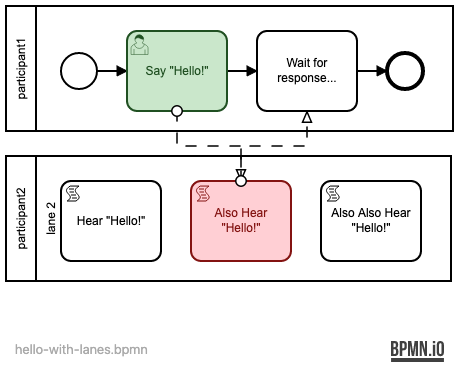 participant1
Say "Hello!"
Wait for
response...
participant2
lane 2
Hear "Hello!"
Also Hear
"Hello!"
Also Also Hear
"Hello!"
hello-with-lanes.bpmn
BPMN.iO